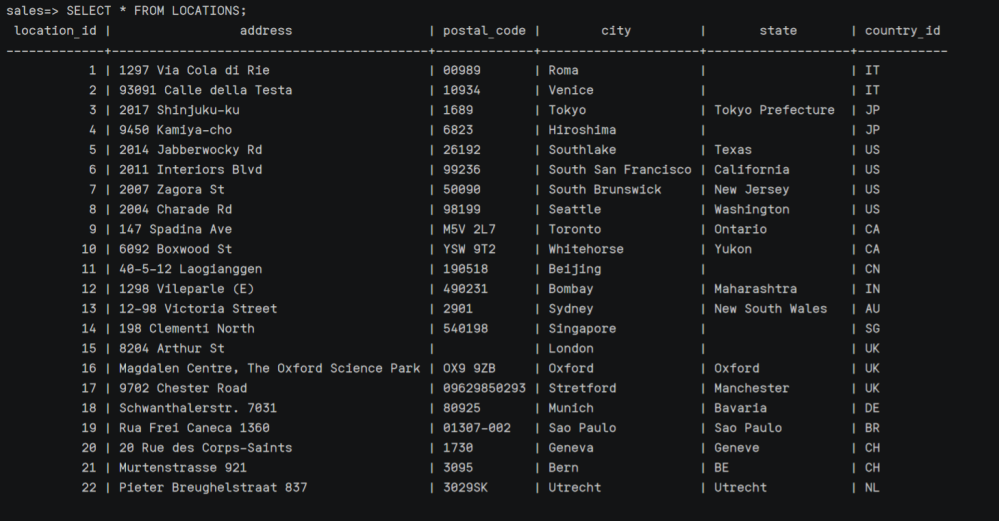 sales=> SELECT * FROM LOCATIONS;
 location_id |                address                 | postal_code |        city         |      state       | country_id
-------------+----------------------------------------+-------------+---------------------+------------------+------------
           1 | 1297 Via Cola di Rie                   | 00989       | Roma                |                  | IT
           2 | 93091 Calle della Testa                | 10934       | Venice              |                  | IT
           3 | 2017 Shinjuku-ku                       | 1689        | Tokyo               | Tokyo Prefecture | JP
           4 | 9450 Kamiya-cho                        | 6823        | Hiroshima           |                  | JP
           5 | 2014 Jabberwocky Rd                    | 26192       | Southlake           | Texas            | US
           6 | 2011 Interiors Blvd                    | 99236       | South San Francisco | California       | US
           7 | 2007 Zagora St                         | 50090       | South Brunswick     | New Jersey       | US
           8 | 2004 Charade Rd                        | 98199       | Seattle             | Washington       | US
           9 | 147 Spadina Ave                        | M5V 2L7     | Toronto             | Ontario          | CA
          10 | 6092 Boxwood St                        | YSW 9T2     | Whitehorse          | Yukon            | CA
          11 | 40-5-12 Laogianggen                    | 190518      | Beijing             |                  | CN
          12 | 1298 Vileparle (E)                     | 490231      | Bombay              | Maharashtra      | IN
          13 | 12-98 Victoria Street                  | 2901        | Sydney              | New South Wales  | AU
          14 | 198 Clementi North                     | 540198      | Singapore           |                  | SG
          15 | 8204 Arthur St                         |             | London              |                  | UK
          16 | Magdalen Centre, The Oxford Science Park | OX9 9ZB     | Oxford              | Oxford           | UK
          17 | 9702 Chester Road                      | 09629850293 | Stretford           | Manchester       | UK
          18 | Schwanthalerstr. 7031                  | 80925       | Munich              | Bavaria          | DE
          19 | Rua Frei Caneca 1360                   | 01307-002   | Sao Paulo           | Sao Paulo        | BR
          20 | 20 Rue des Corps-Saints                | 1730        | Geneva              | Geneve           | CH
          21 | Murtenstrasse 921                      | 3095        | Bern                | BE               | CH
          22 | Pieter Breughelstraat 837              | 3029SK      | Utrecht             | Utrecht          | NL